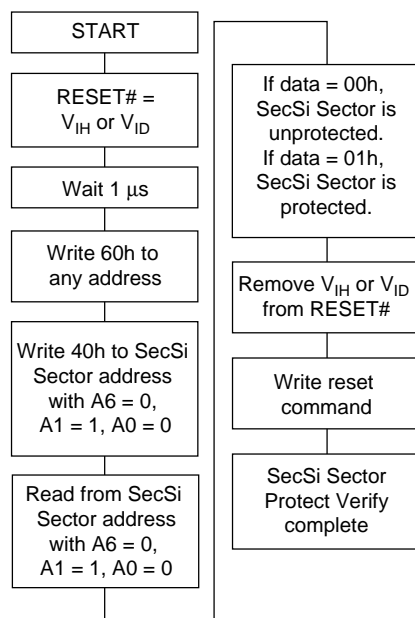 START
RESET# =
V_IH or V_ID
Wait 1 μs
Write 60h to
any address
Write 40h to SecSi
Sector address
with A6 = 0,
A1 = 1, A0 = 0
Read from SecSi
Sector address
with A6 = 0,
A1 = 1, A0 = 0
If data = 00h,
SecSi Sector is
unprotected.
If data = 01h,
SecSi Sector is
protected.
Remove V_IH or V_ID
from RESET#
Write reset
command
SecSi Sector
Protect Verify
complete